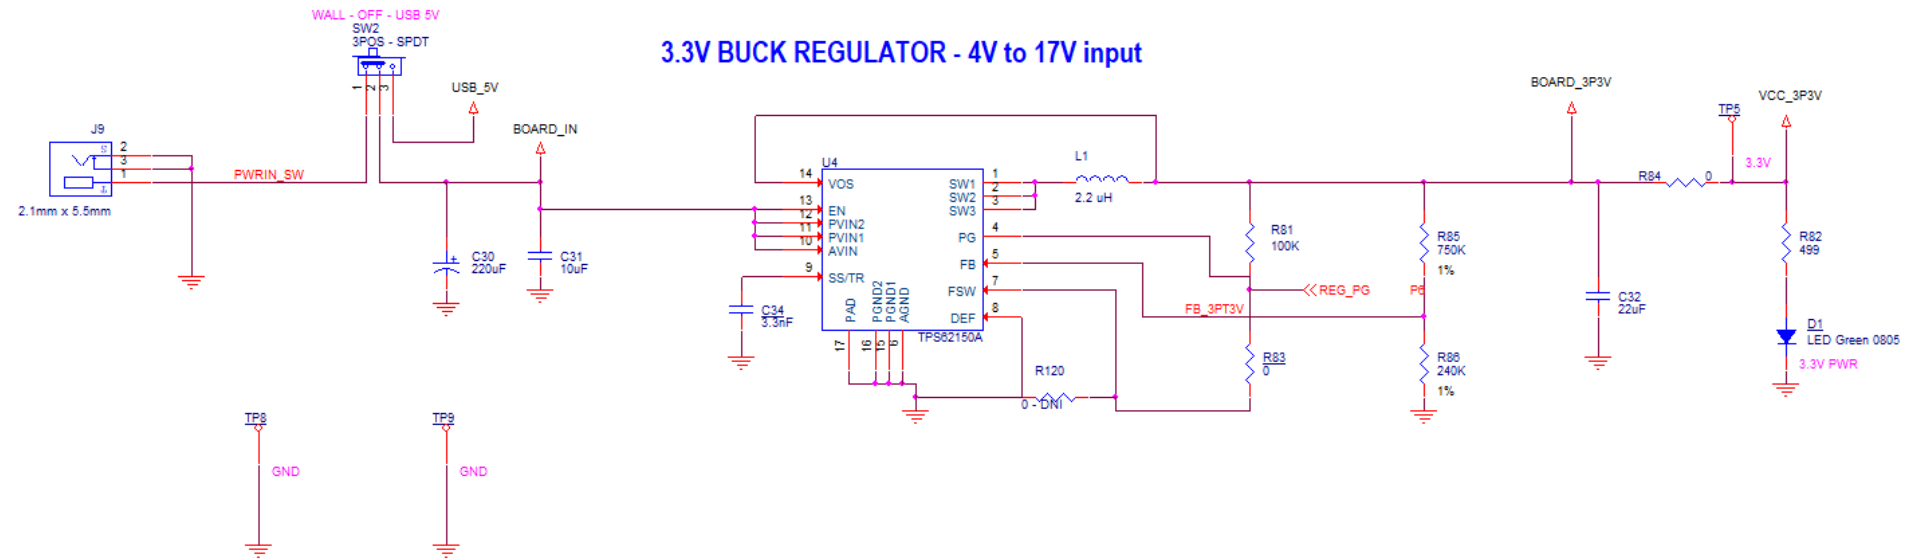 WALL - OFF - USB 5V
SW2
3POS - SPDT
3.3V BUCK REGULATOR - 4V to 17V input
1
2
3
USB_5V
BOARD_IN
J9
S
2
3
1
T
2.1mm x 5.5mm
PWRIN_SW
C30
220uF
C31
10uF
U4
14 VOS
13 EN
12 PVIN2
11 PVIN1
10 AVIN
9 SS/TR
C34
3.3nF
SW1 1
SW2 2
SW3 3
PG 4
FB 5
FSW 7
DEF 8
PAD
PGND2
PGND1
AGND
17
16
15
6
TPS62150A
L1
2.2 uH
R81
100K
REG_PG
P6
FB_3PT3V
R83
0
R120
0 - DNI
R85
750K
1%
R86
240K
1%
BOARD_3P3V
C32
22uF
R84 0
TP5
3.3V
VCC_3P3V
R82
499
D1
LED Green 0805
3.3V PWR
TP8
GND
TP9
GND